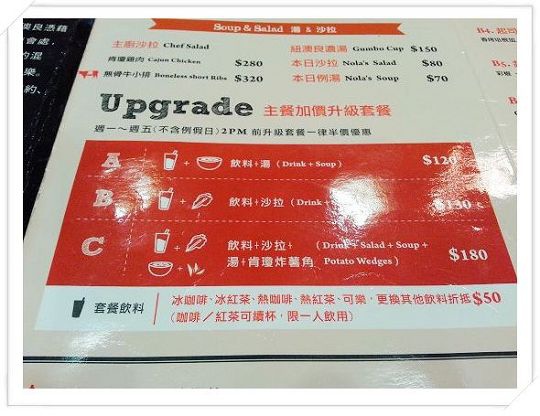 Soup & Salad 湯 & 沙拉
主廚沙拉 Chef Salad
紐澳良濃湯 Gumbo Cup $150
肯瓊雞肉 Cajun Chicken $280
本日沙拉 Nola's Salad $80
無骨牛小排 Boneless short Ribs $320
本日例湯 Nola's Soup $70
Upgrade 主餐加價升級套餐
週一～週五(不含例假日)2PM 前升級套餐一律半價優惠
A + 飲料+湯 (Drink + Soup) $120
B + 飲料+沙拉 (Drink + $130
C + 飲料+沙拉+ (Drink + Salad + Soup +
+ 湯+肯瓊炸薯角 Potato Wedges) $180
套餐飲料 冰咖啡、冰紅茶、熱咖啡、熱紅茶、可樂，更換其他飲料折抵$50
(咖啡／紅茶可續杯，限一人飲用)
B4.
B5.